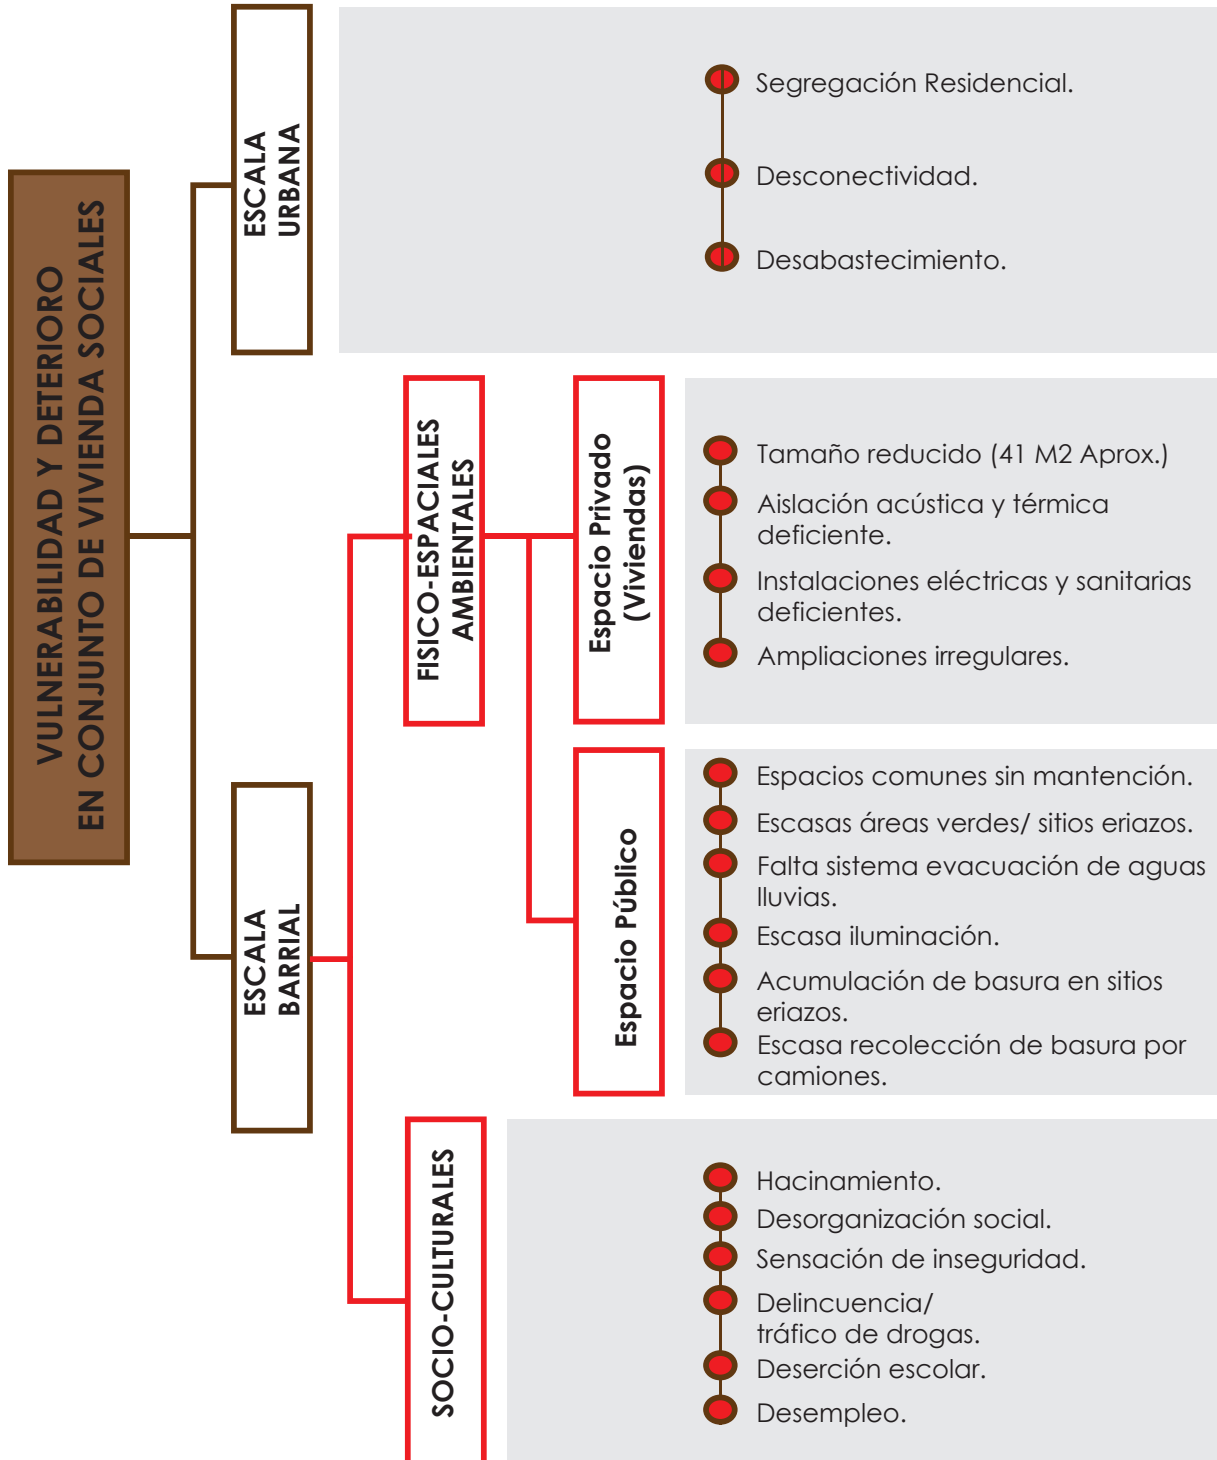 VULNERABILIDAD Y DETERIORO
EN CONJUNTO DE VIVIENDA SOCIALES
ESCALA
URBANA
Segregación Residencial.
Desconectividad.
Desabastecimiento.
ESCALA
BARRIAL
FISICO-ESPACIALES
AMBIENTALES
Espacio Privado
(Viviendas)
Tamaño reducido (41 M2 Aprox.)
Aislación acústica y térmica
deficiente.
Instalaciones eléctricas y sanitarias
deficientes.
Ampliaciones irregulares.
Espacio Público
Espacios comunes sin mantención.
Escasas áreas verdes/ sitios eriazos.
Falta sistema evacuación de aguas
lluvias.
Escasa iluminación.
Acumulación de basura en sitios
eriazos.
Escasa recolección de basura por
camiones.
SOCIO-CULTURALES
Hacinamiento.
Desorganización social.
Sensación de inseguridad.
Delincuencia/
tráfico de drogas.
Deserción escolar.
Desempleo.